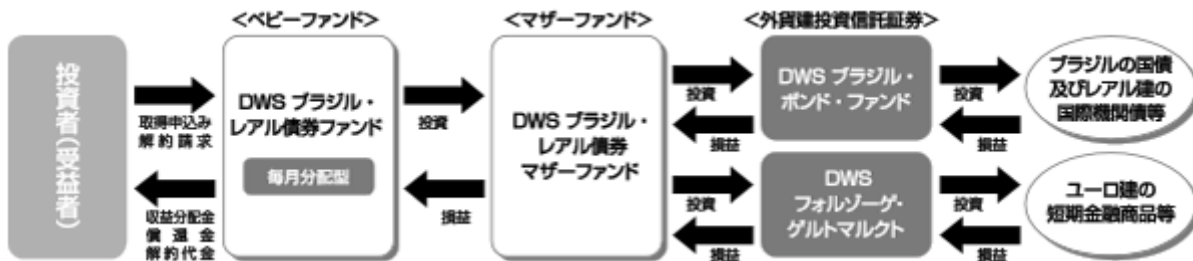 <ベビーファンド>
<マザーファンド>
<外貨建投資信託証券>
投資者(受益者)
取得申込み
解約請求
収益分配金
償還金
解約代金
DWS ブラジル・
レアル債券ファンド
毎月分配型
投資
損益
DWS ブラジル・
レアル債券
マザーファンド
投資
損益
投資
損益
DWS ブラジル・
ボンド・ファンド
DWS
フォルゾーゲ・
ゲルトマルクト
投資
損益
投資
損益
ブラジルの国債
及びレアル建の
国際機関債等
ユーロ建の
短期金融商品等